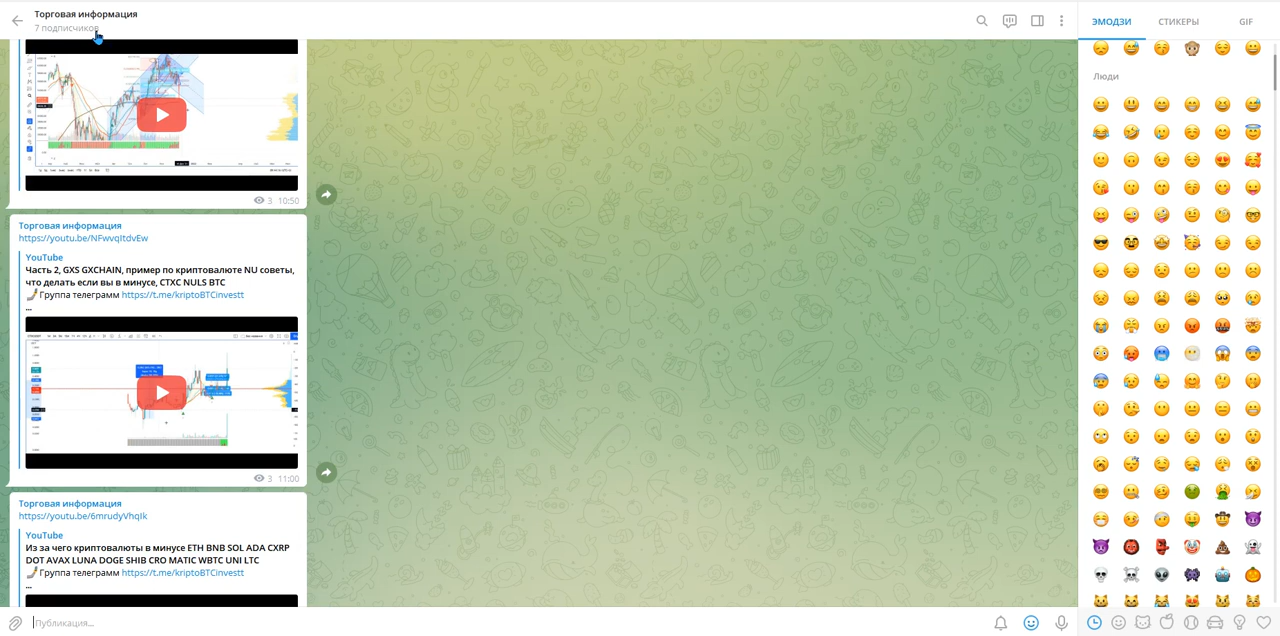 Торговая информация
7 подписчиков
ЭМОДЗИ
СТИКЕРЫ
GIF
Люди
3 10:50
Торговая информация
https://youtu.be/NFwvqItdvEw
YouTube
Часть 2, GXS GXCHAIN, пример по криптовалюте NU советы,
что делать если вы в минусе, CTXC NULS BTC
Группа телеграмм https://t.me/kriptoBTCinvestt
...
3 11:00
Торговая информация
https://youtu.be/6mrudyVhqIk
YouTube
Из за чего криптовалюты в минусе ETH BNB SOL ADA CXRP
DOT AVAX LUNA DOGE SHIB CRO MATIC WBTC UNI LTC
Группа телеграмм https://t.me/kriptoBTCinvestt
...
Публикация...